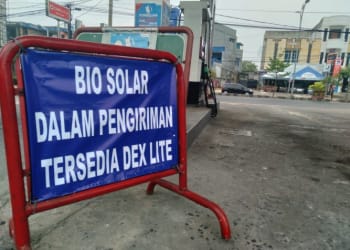 BIO SOLAR
DALAM PENGIRIMAN
TERSEDIA DEX LITE